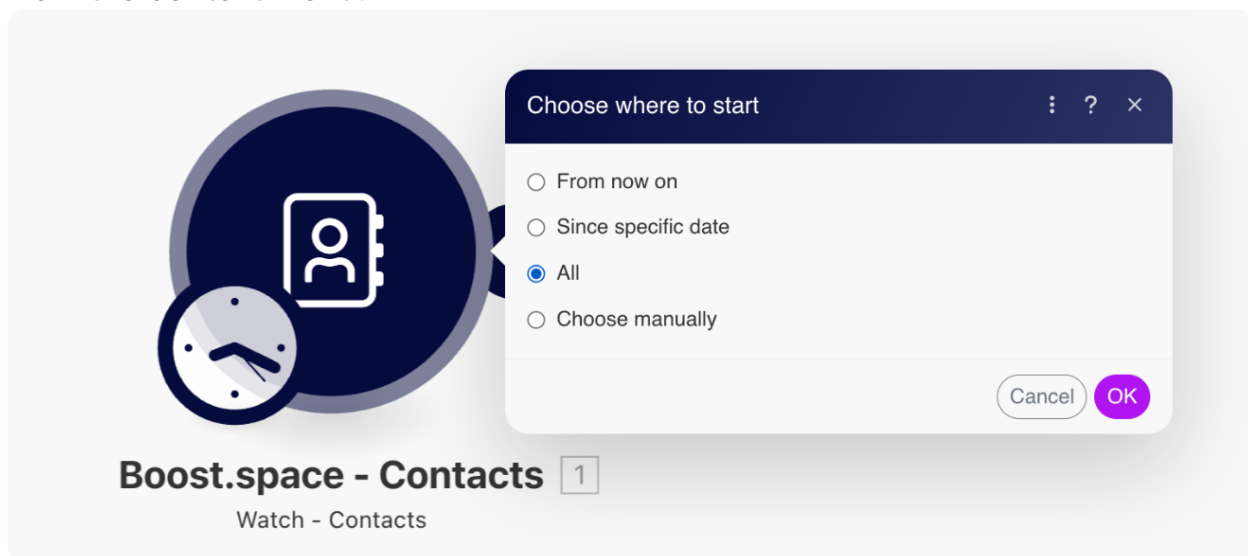 Choose where to start
?
From now on
Since specific date
All
Choose manually
Cancel OK
Boost.space - Contacts 1
Watch - Contacts